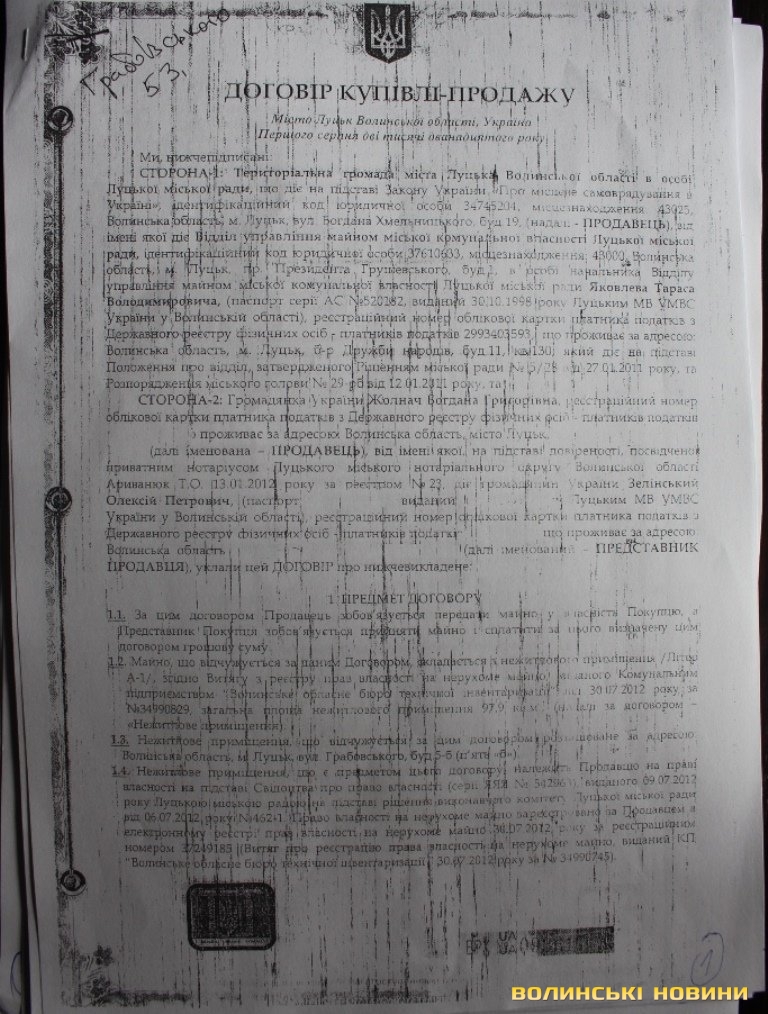 Грабовського
5 З,
ДОГОВІР КУПІВЛІ-ПРОДАЖУ
Місто Луцьк Волинської області, Україна
Першого серпня дві тисячі дванадцятого року
Ми, нижчепідписані:
СТОРОНА-1: Територіальна громада міста Луцька Волинської області в особі
Луцької міської ради, що діє на підставі Закону України «Про місцеве самоврядування в
Україні», ідентифікаційний код юридичної особи 34745204, місцезнаходження 43025,
Волинська область, м. Луцьк, вул. Богдана Хмельницького, буд 19, (надалі - ПРОДАВЕЦЬ), від
імені якої діє Відділ управління майном міської комунальної власності Луцької міської
ради, ідентифікаційний код юридичної особи 37610633, місцезнаходження: 43000, Волинська
область, м. Луцьк, пр. Президента Грушевського, буд.1, в особі начальника Відділу
управління майном міської комунальної власності Луцької міської ради Яковлева Тараса
Володимировича, (паспорт серії АС №520182, виданий 30.10.1998 року Луцьким МВ УМВС
України у Волинській області), реєстраційний номер облікової картки платника податків з
Державного реєстру фізичних осіб - платників податків 2993403593, що проживає за адресою:
Волинська область, м. Луцьк, б-р Дружби народів, буд.11, кв.130, який діє на підставі
Положення про відділ, затвердженого Рішенням міської ради № 5/28 від 27.01.2011 року, та
Розпорядження міського голови № 29-рв від 12.01.2011 року, та
СТОРОНА-2: Громадянка України Жолнач Богдана Григорівна, реєстраційний номер
облікової картки платника податків з Державного реєстру фізичних осіб - платників податків
проживає за адресою Волинська область, місто Луцьк,
(далі іменована – ПРОДАВЕЦЬ), від імені якої, на підставі довіреності, посвідченої
приватним нотаріусом Луцького міського нотаріального округу Волинської області
Ариванюк Т.О. 13.01.2012 року за реєстром № 23, діє громадянин України Зелінський
Олексій Петрович, (паспорт виданий Луцьким МВ УМВС
України у Волинській області), реєстраційний номер облікової картки платника податків з
Державного реєстру фізичних осіб - платників податків що проживає за адресою:
Волинська область (далі іменований – ПРЕДСТАВНИК
ПРОДАВЦЯ), уклали цей ДОГОВІР про нижчевикладене:
1 ПРЕДМЕТ ДОГОВОРУ
1.1. За цим договором Продавець зобов'язується передати майно у власність Покупцю, а
Представник Покупця зобов'язується прийняти майно і сплатити за нього визначену цим
договором грошову суму.
1.2. Майно, що відчужується за даним Договором, складається з нежитлового приміщення /Літер
А-1/, згідно Витягу з реєстру прав власності на нерухоме майно, виданого Комунальним
підприємством "Волинське обласне бюро технічної інвентаризації" від 30.07.2012 року за
№34990829, загальна площа нежитлового приміщення 97,9 кв.м. (надалі за договором –
«Нежитлове приміщення).
1.3. Нежитлове приміщення, що відчужується за цим договором розташоване за адресою:
Волинська область, м. Луцьк, вул. Грабовського, буд.5-б (п'ять «б»).
1.4. Нежитлове приміщення, що є предметом цього договору, належить Продавцю на праві
власності на підставі Свідоцтва про право власності (серії ЯЯЯ № 542963), виданого 09.07.2012
року Луцькою міською радою на підставі рішення виконавчого комітету Луцької міської ради
від 06.07.2012 року №462-1. Право власності на нерухоме майно зареєстровано за Продавцем в
електронному реєстрі прав власності на нерухоме майно 30.07.2012 року за реєстраційним
номером 37249185 (Витяг про реєстрацію права власності на нерухоме майно, виданий КП
"Волинське обласне бюро технічної інвентаризації" 30.07.2012 року за № 34990745).
UA
UA
1
ВОЛИНСЬКІ НОВИНИ